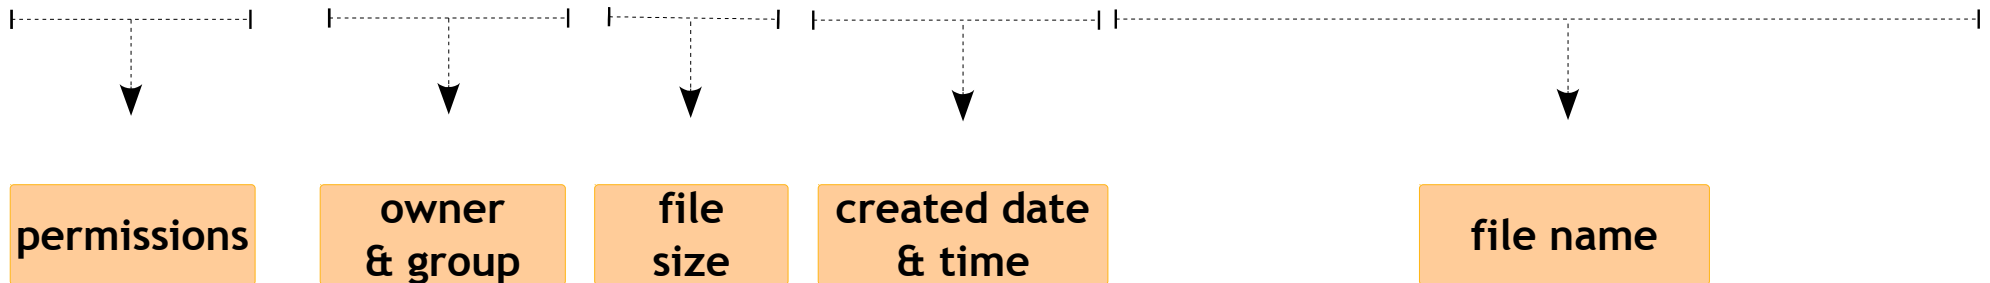 permissions
owner
& group
file
size
created date
& time
file name